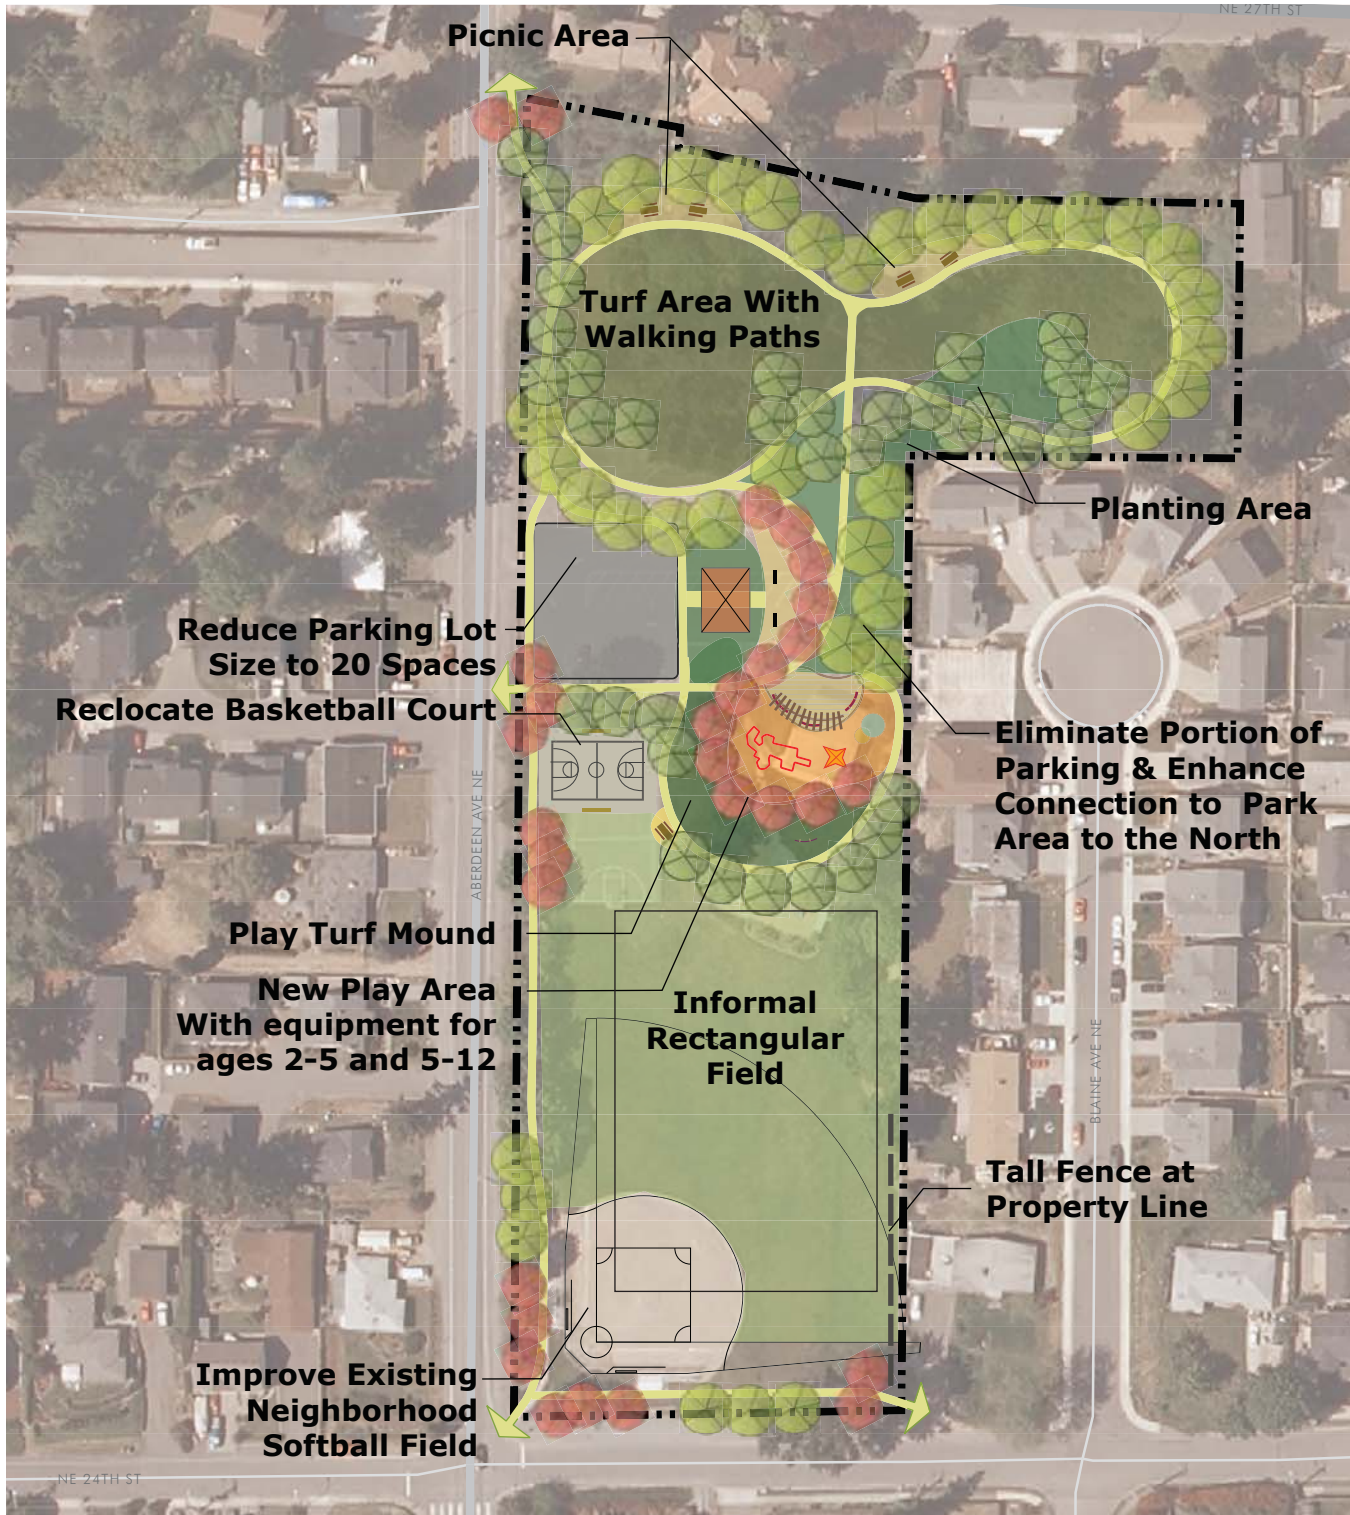 NE 27TH ST
Picnic Area
Turf Area With
Walking Paths
Planting Area
Reduce Parking Lot
Size to 20 Spaces
Reclocate Basketball Court
Eliminate Portion of
Parking & Enhance
Connection to Park
Area to the North
ABERDEEN AVE NE
Play Turf Mound
New Play Area
With equipment for
ages 2-5 and 5-12
Informal
Rectangular
Field
BLAINE AVE NE
Tall Fence at
Property Line
Improve Existing
Neighborhood
Softball Field
NE 24TH ST